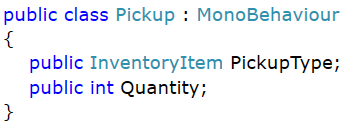 public class Pickup : MonoBehaviour
{
    public InventoryItem PickupType;
    public int Quantity;
}